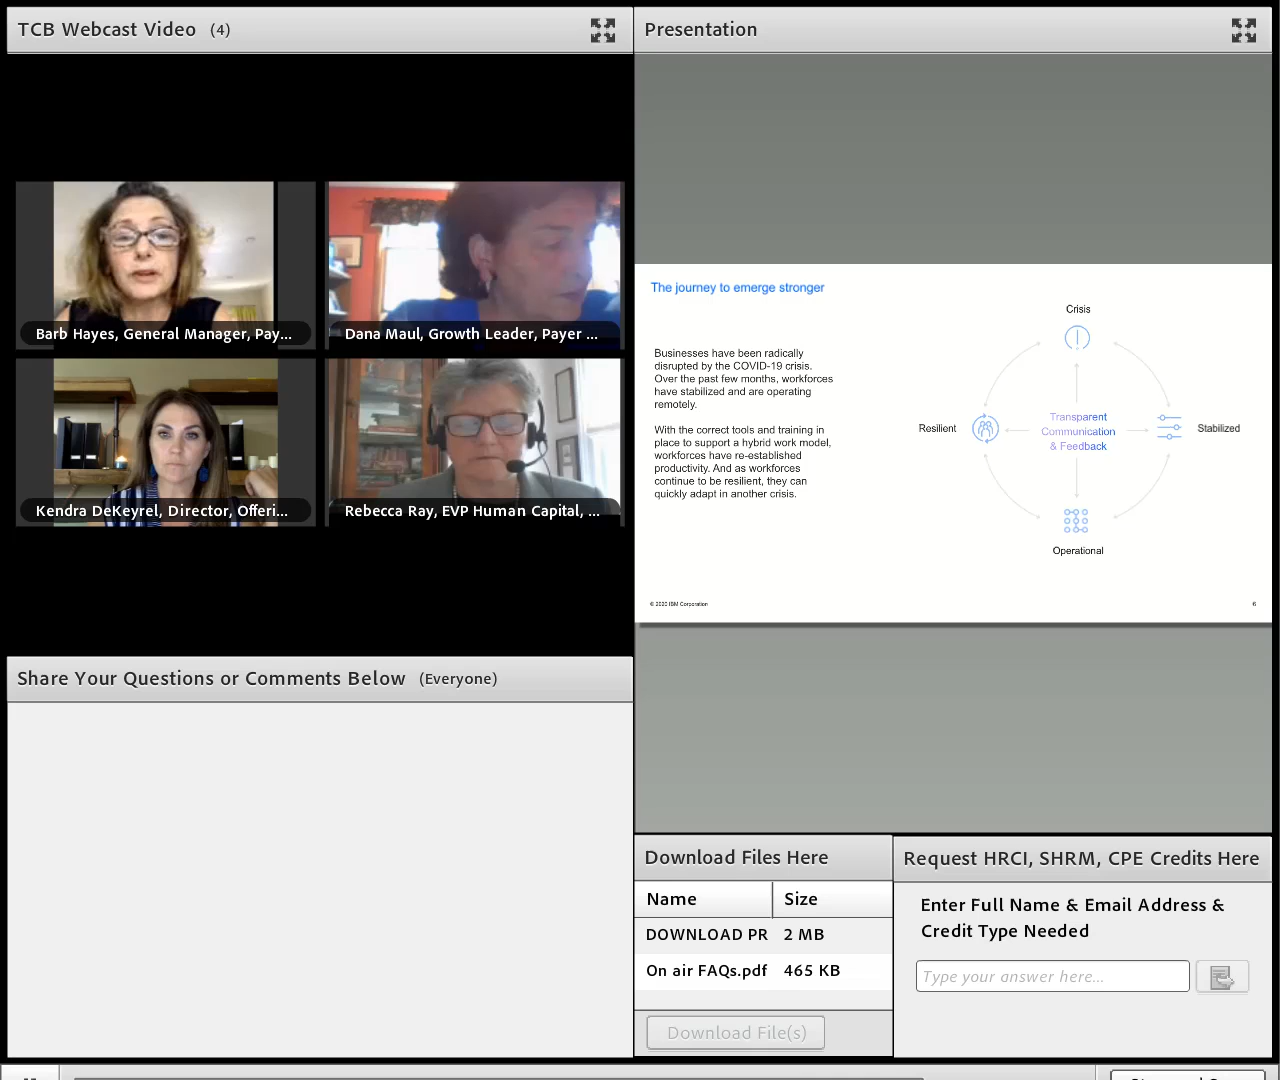 TCB Webcast Video (4)
Presentation
Barb Hayes, General Manager, Pay...
Dana Maul, Growth Leader, Payer ...
Kendra DeKeyrel, Director, Offeri...
Rebecca Ray, EVP Human Capital, ...
The journey to emerge stronger
Businesses have been radically
disrupted by the COVID-19 crisis.
Over the past few months, workforces
have stabilized and are operating
remotely.
With the correct tools and training in
place to support a hybrid work model,
workforces have re-established
productivity. And as workforces
continue to be resilient, they can
quickly adapt in another crisis.
Crisis
Resilient
Transparent
Communication
& Feedback
Stabilized
Operational
© 2020 IBM Corporation
6
Share Your Questions or Comments Below (Everyone)
Download Files Here
Name Size
DOWNLOAD PR 2 MB
On air FAQs.pdf 465 KB
Download File(s)
Request HRCI, SHRM, CPE Credits Here
Enter Full Name & Email Address &
Credit Type Needed
Type your answer here...